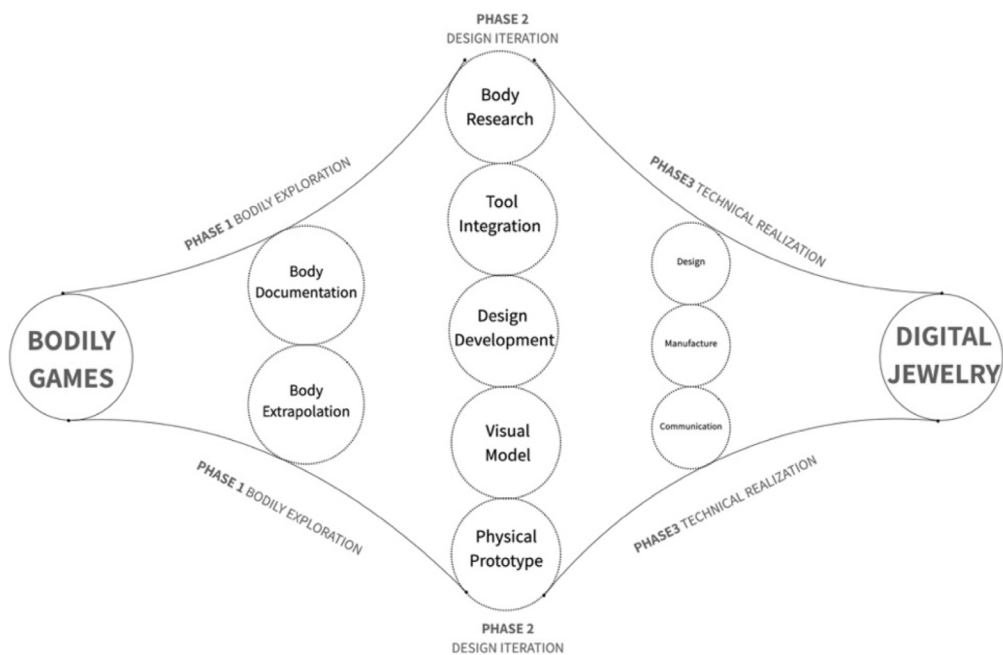 PHASE 2
DESIGN ITERATION
Body
Research
PHASE 1 BODILY EXPLORATION
PHASE3 TECHNICAL REALIZATION
Tool
Integration
Body
Documentation
Design
BODILY
GAMES
Design
Development
Manufacture
DIGITAL
JEWELRY
Body
Extrapolation
Visual
Model
Communication
PHASE 1 BODILY EXPLORATION
PHASE3 TECHNICAL REALIZATION
Physical
Prototype
PHASE 2
DESIGN ITERATION